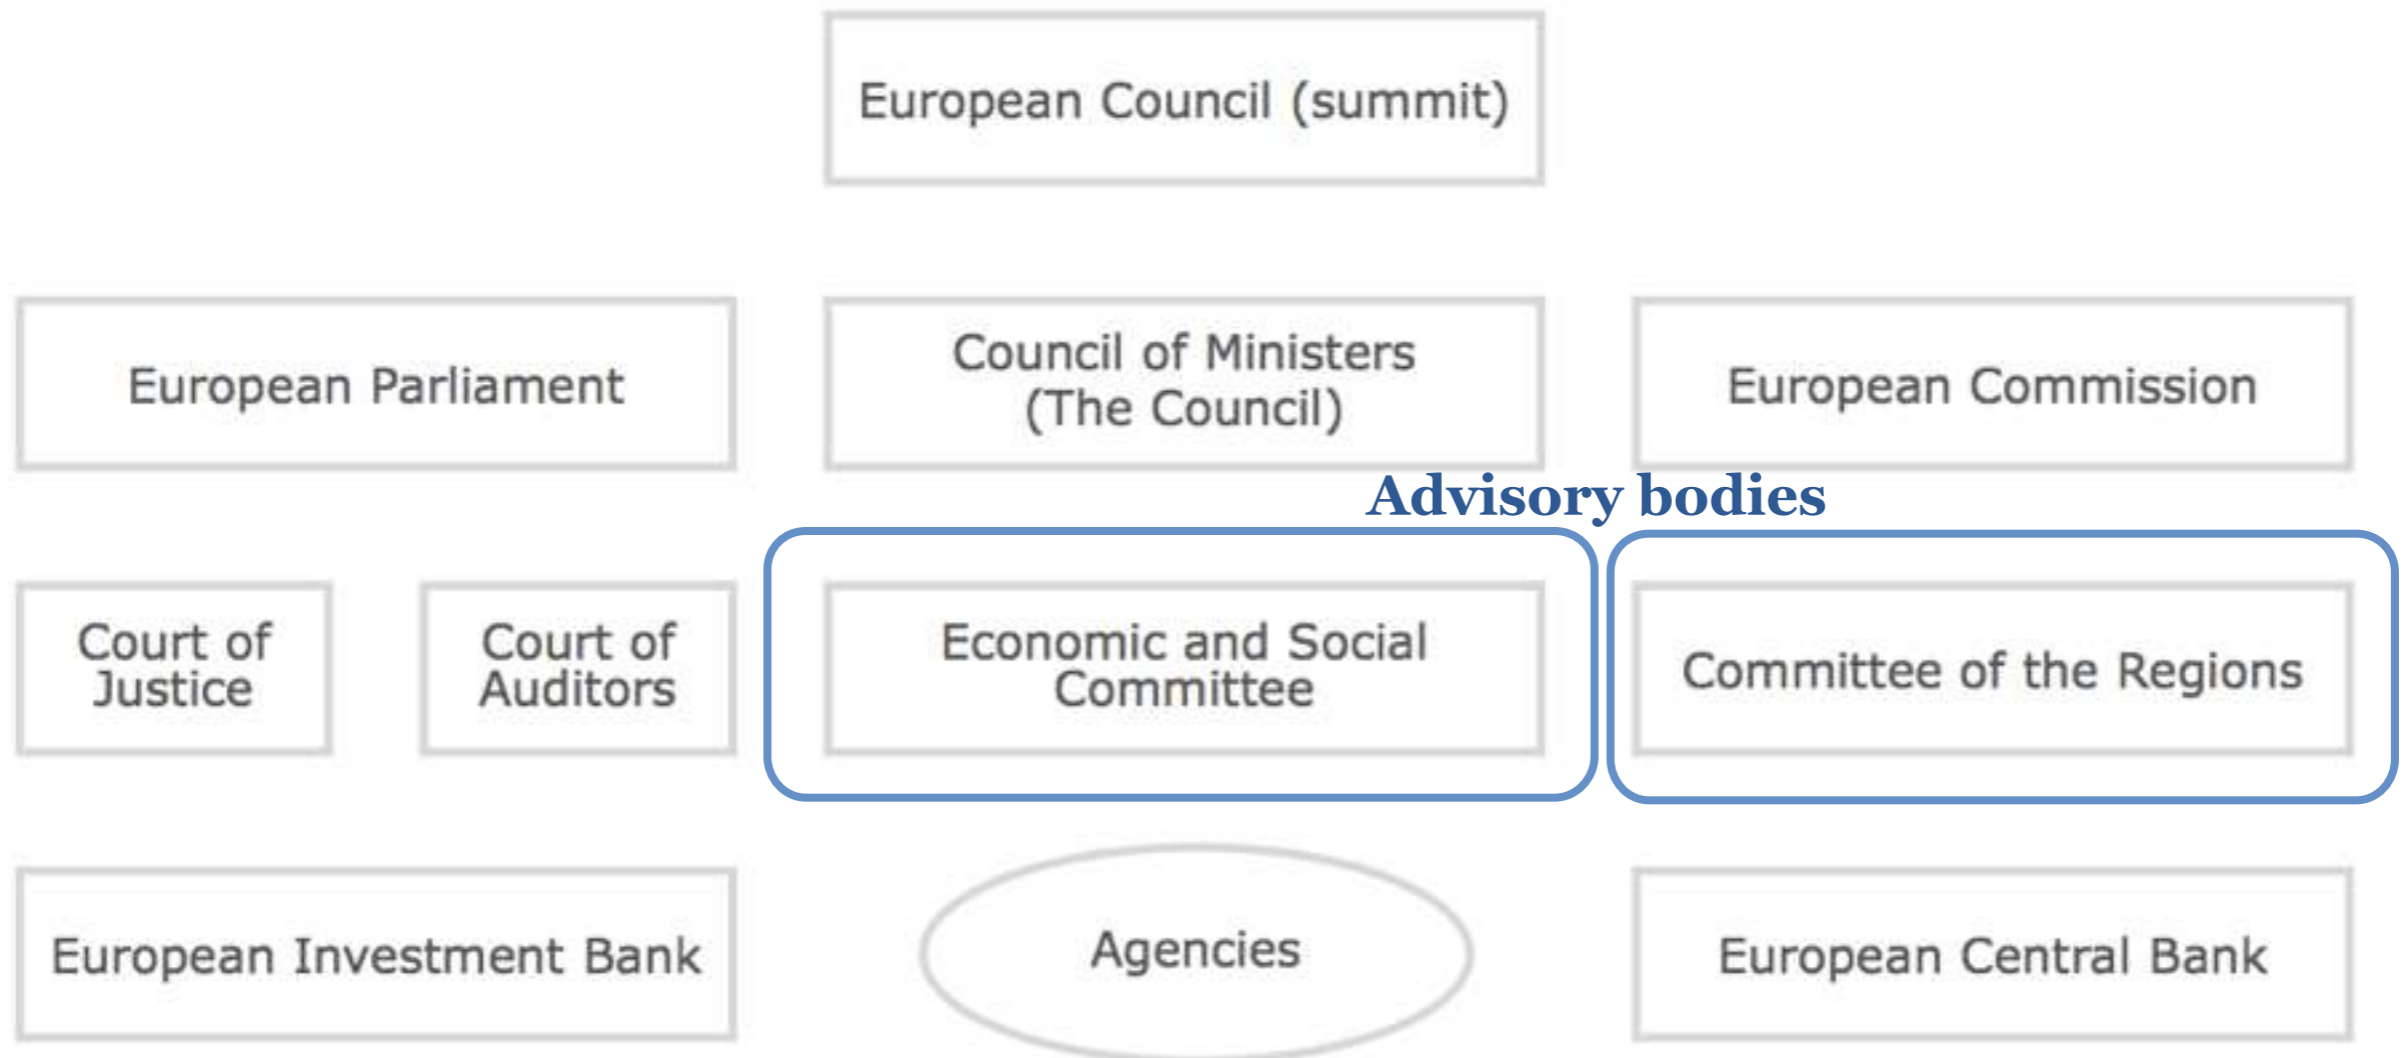 European Council (summit)
European Parliament
Council of Ministers
(The Council)
European Commission
Advisory bodies
Court of
Justice
Court of
Auditors
Economic and Social
Committee
Committee of the Regions
European Investment Bank
Agencies
European Central Bank